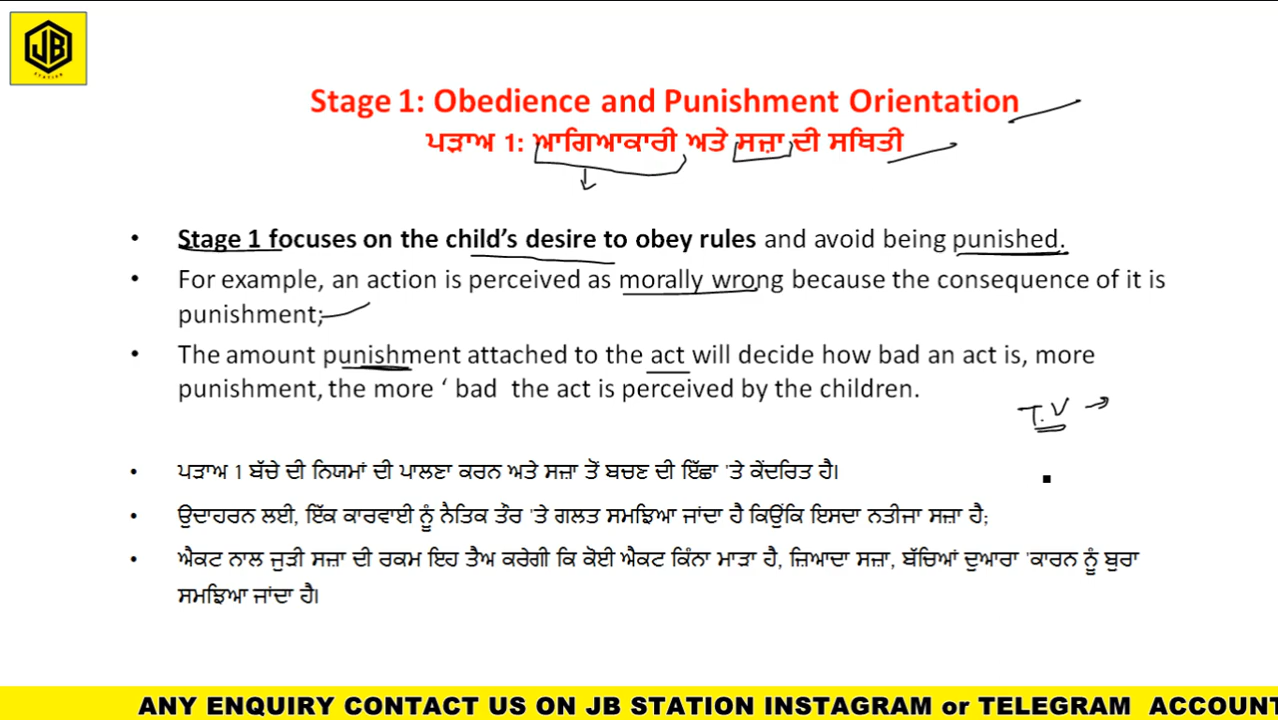 JB
STATION
Stage 1: Obedience and Punishment Orientation
ਪੜਾਅ 1: ਆਗਿਆਕਾਰੀ ਅਤੇ ਸਜ਼ਾ ਦੀ ਸਥਿਤੀ
• Stage 1 focuses on the child's desire to obey rules and avoid being punished.
• For example, an action is perceived as morally wrong because the consequence of it is
punishment;
• The amount punishment attached to the act will decide how bad an act is, more
punishment, the more ‘ bad the act is perceived by the children.
T.V →
• ਪੜਾਅ 1 ਬੱਚੇ ਦੀ ਨਿਯਮਾਂ ਦੀ ਪਾਲਣਾ ਕਰਨ ਅਤੇ ਸਜ਼ਾ ਤੋਂ ਬਚਣ ਦੀ ਇੱਛਾ 'ਤੇ ਕੇਂਦਰਿਤ ਹੈ।
• ਉਦਾਹਰਨ ਲਈ, ਇੱਕ ਕਾਰਵਾਈ ਨੂੰ ਨੈਤਿਕ ਤੌਰ 'ਤੇ ਗਲਤ ਸਮਝਿਆ ਜਾਂਦਾ ਹੈ ਕਿਉਂਕਿ ਇਸਦਾ ਨਤੀਜਾ ਸਜ਼ਾ ਹੈ;
• ਐਕਟ ਨਾਲ ਜੁੜੀ ਸਜ਼ਾ ਦੀ ਰਕਮ ਇਹ ਤੈਅ ਕਰੇਗੀ ਕਿ ਕੋਈ ਐਕਟ ਕਿੰਨਾ ਮਾੜਾ ਹੈ, ਜ਼ਿਆਦਾ ਸਜ਼ਾ, ਬੱਚਿਆਂ ਦੁਆਰਾ 'ਕਾਰਨ ਨੂੰ ਬੁਰਾ
ਸਮਝਿਆ ਜਾਂਦਾ ਹੈ।
ANY ENQUIRY CONTACT US ON JB STATION INSTAGRAM or TELEGRAM ACCOUNT